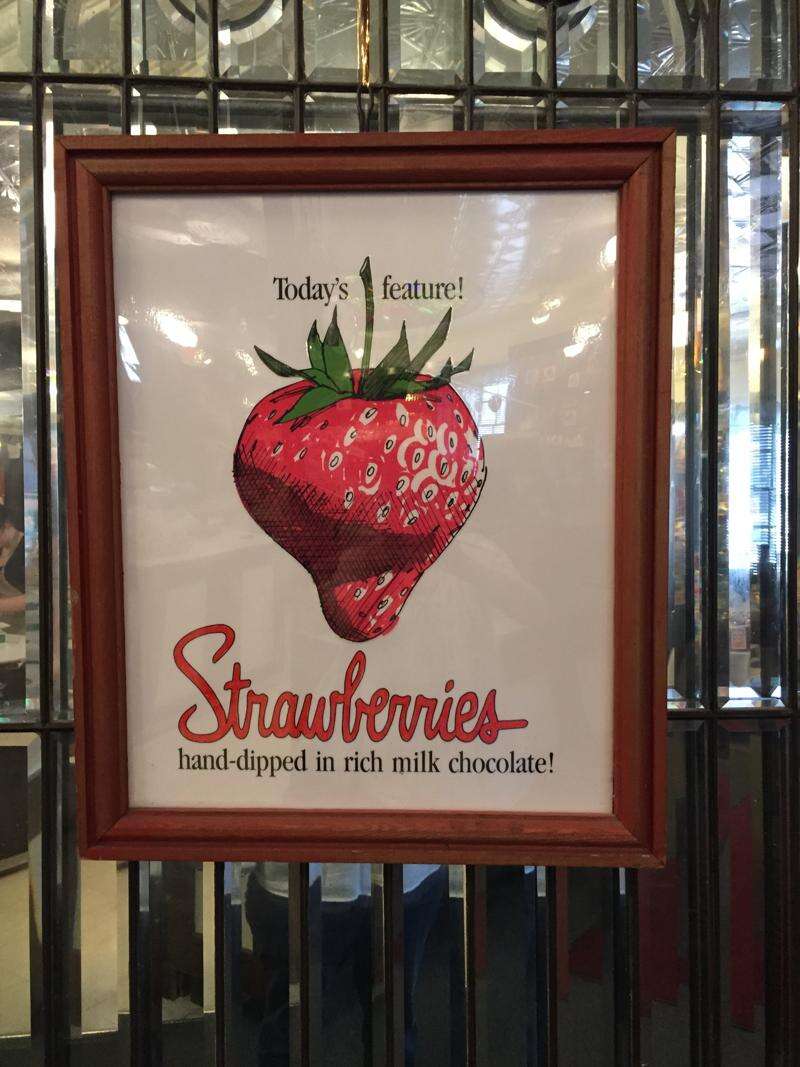 Today's feature!
Strawberries
hand-dipped in rich milk chocolate!